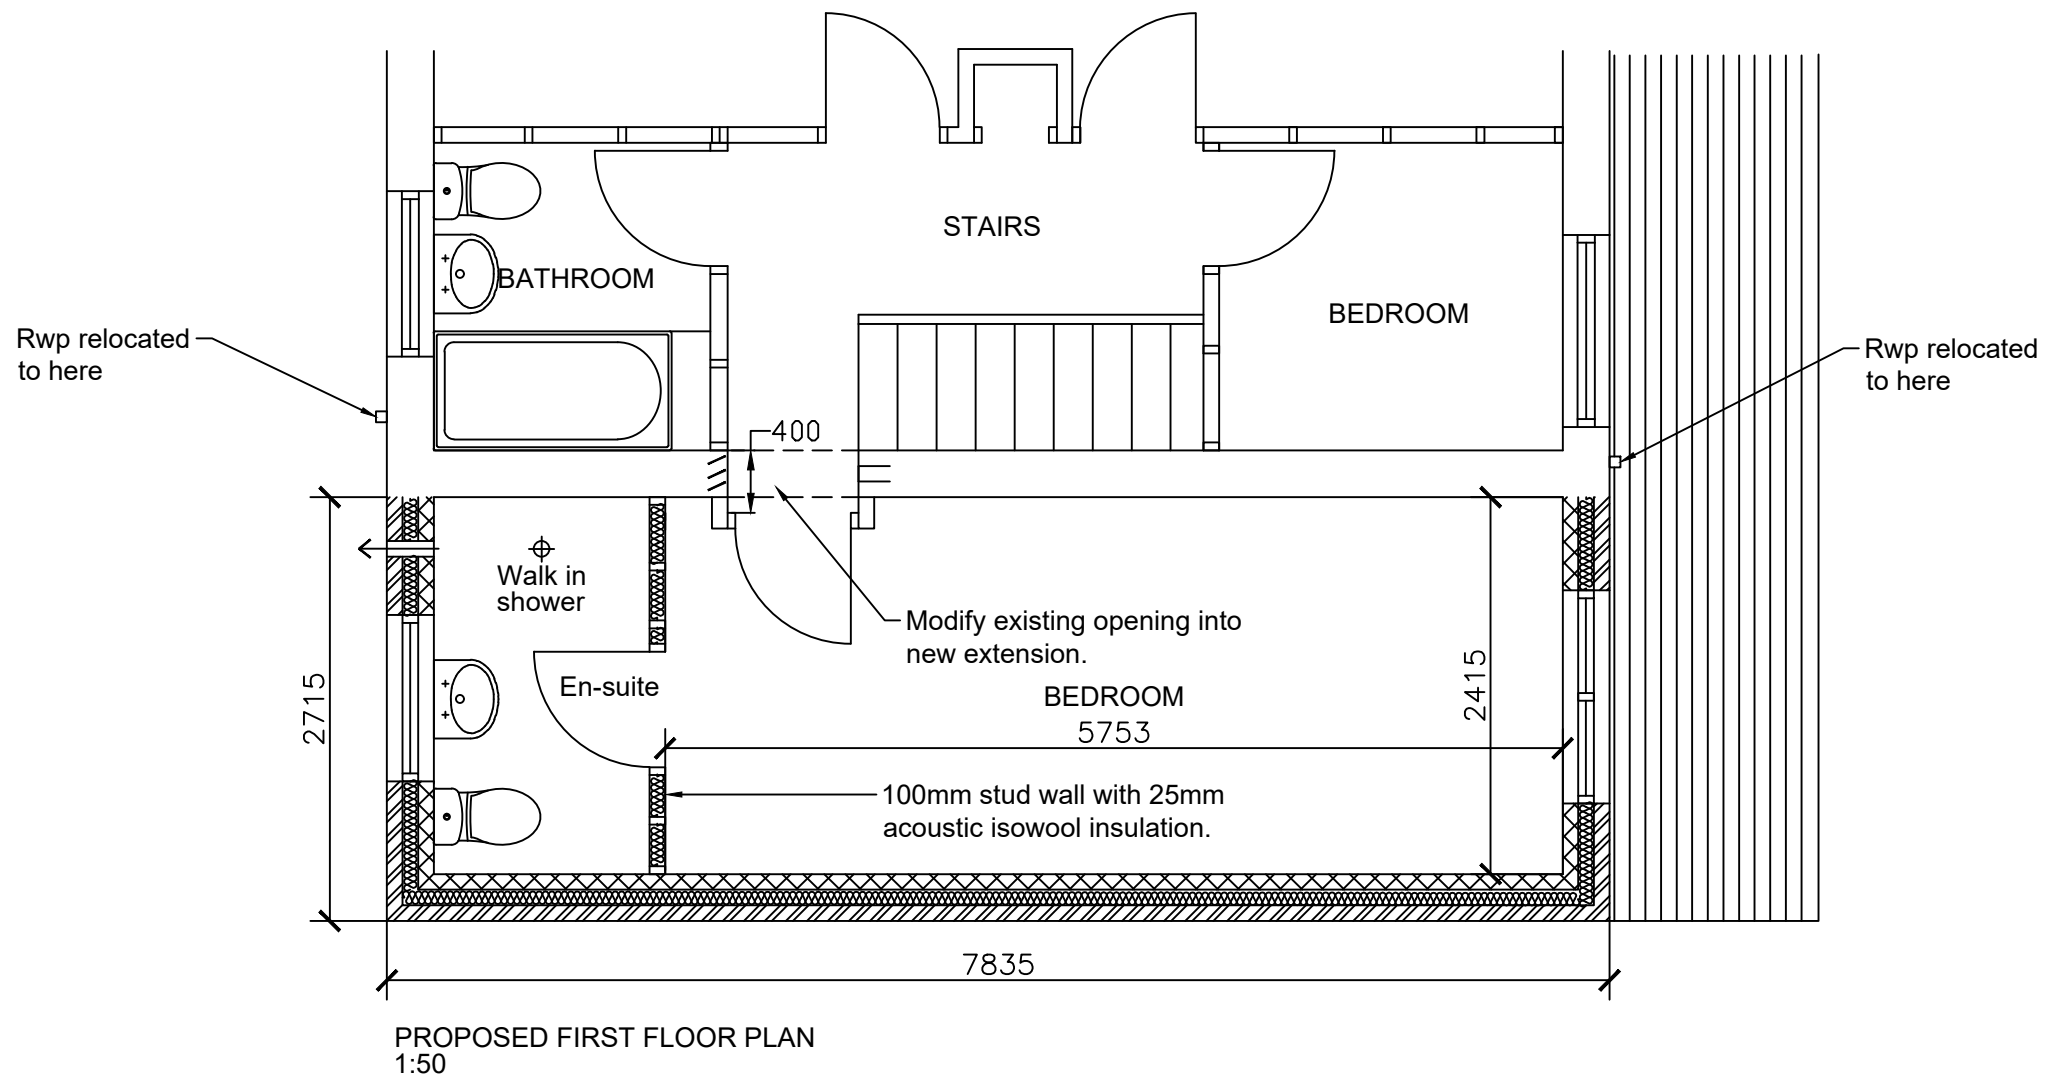 STAIRS
BATHROOM
BEDROOM
Rwp relocated
to here
Rwp relocated
to here
400
Walk in
shower
Modify existing opening into
new extension.
En-suite
BEDROOM
2715
2415
5753
100mm stud wall with 25mm
acoustic isowool insulation.
7835
PROPOSED FIRST FLOOR PLAN
1:50